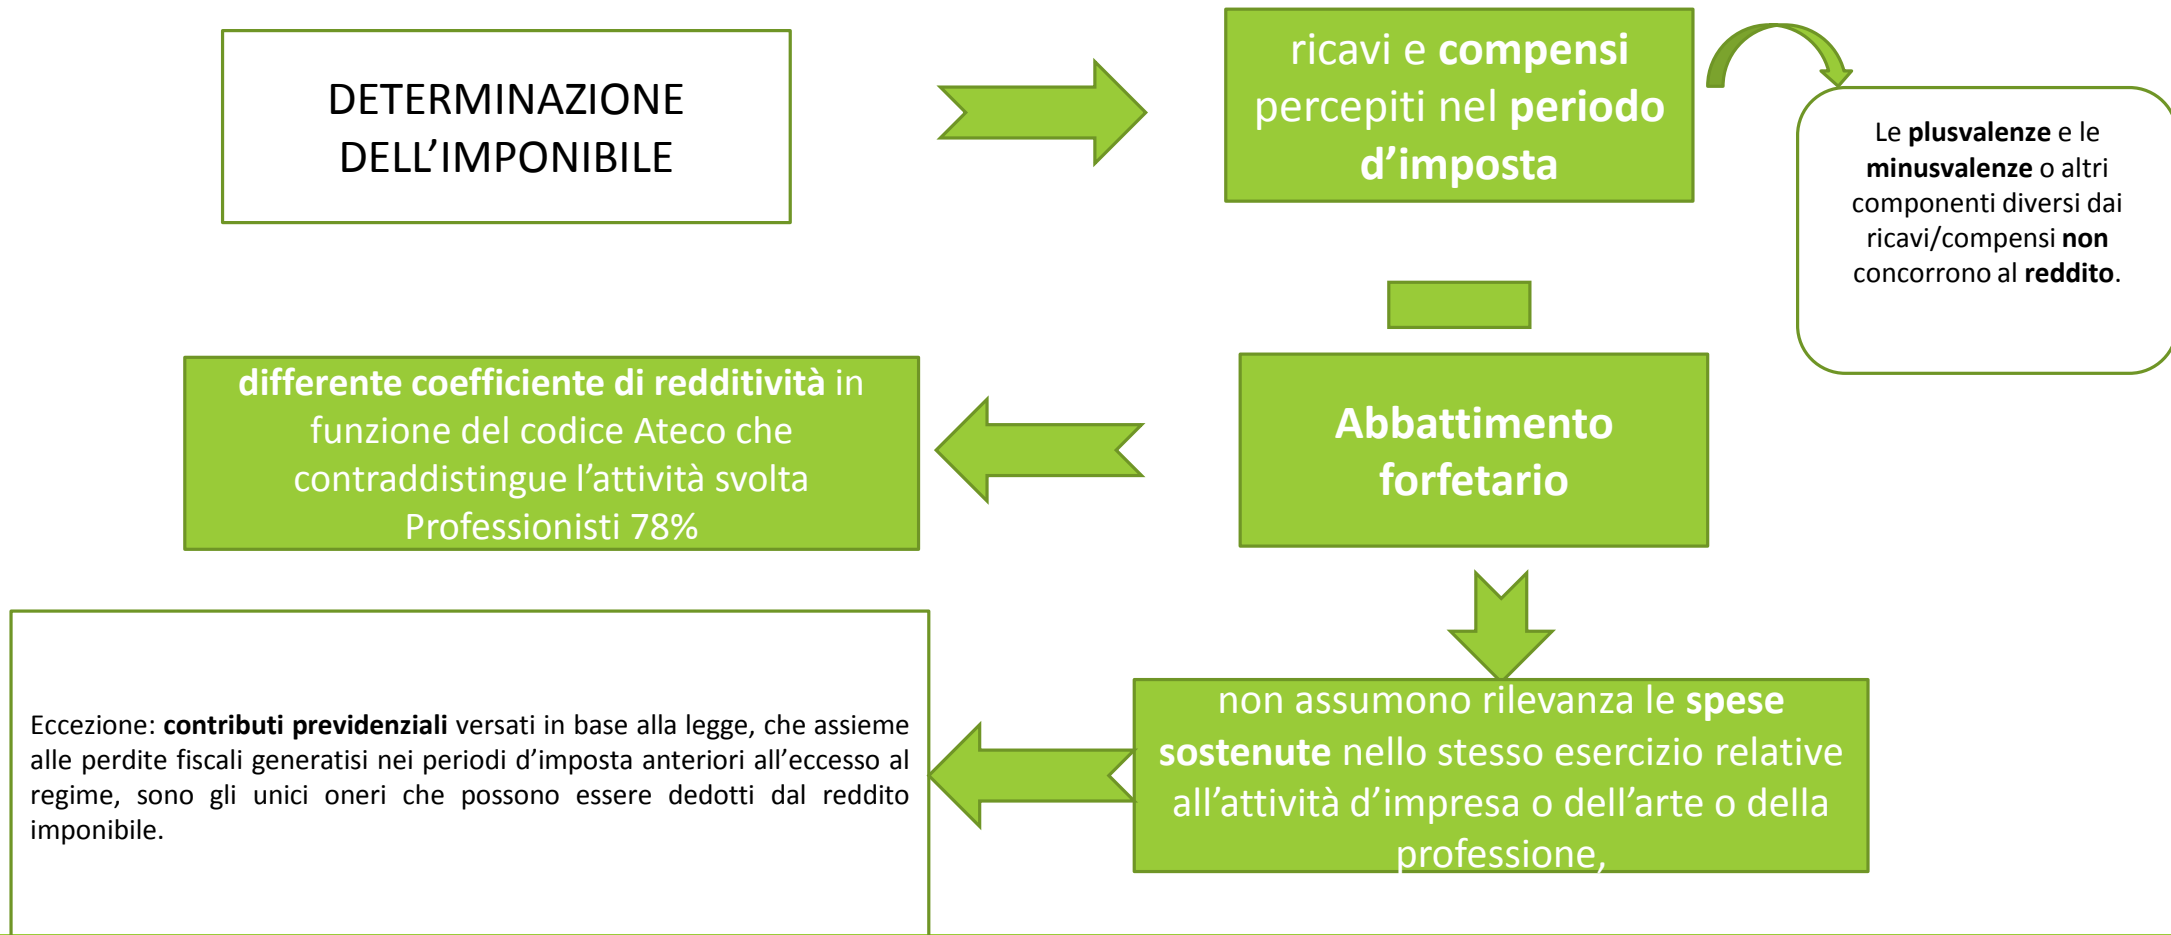 DETERMINAZIONE
DELL’IMPONIBILE
ricavi e compensi
percepiti nel periodo
d’imposta
Le plusvalenze e le
minusvalenze o altri
componenti diversi dai
ricavi/compensi non
concorrono al reddito.
Abbattimento
forfetario
differente coefficiente di redditività in
funzione del codice Ateco che
contraddistingue l’attività svolta
Professionisti 78%
non assumono rilevanza le spese
sostenute nello stesso esercizio relative
all’attività d’impresa o dell’arte o della
professione,
Eccezione: contributi previdenziali versati in base alla legge, che assieme
alle perdite fiscali generatisi nei periodi d’imposta anteriori all’eccesso al
regime, sono gli unici oneri che possono essere dedotti dal reddito
imponibile.